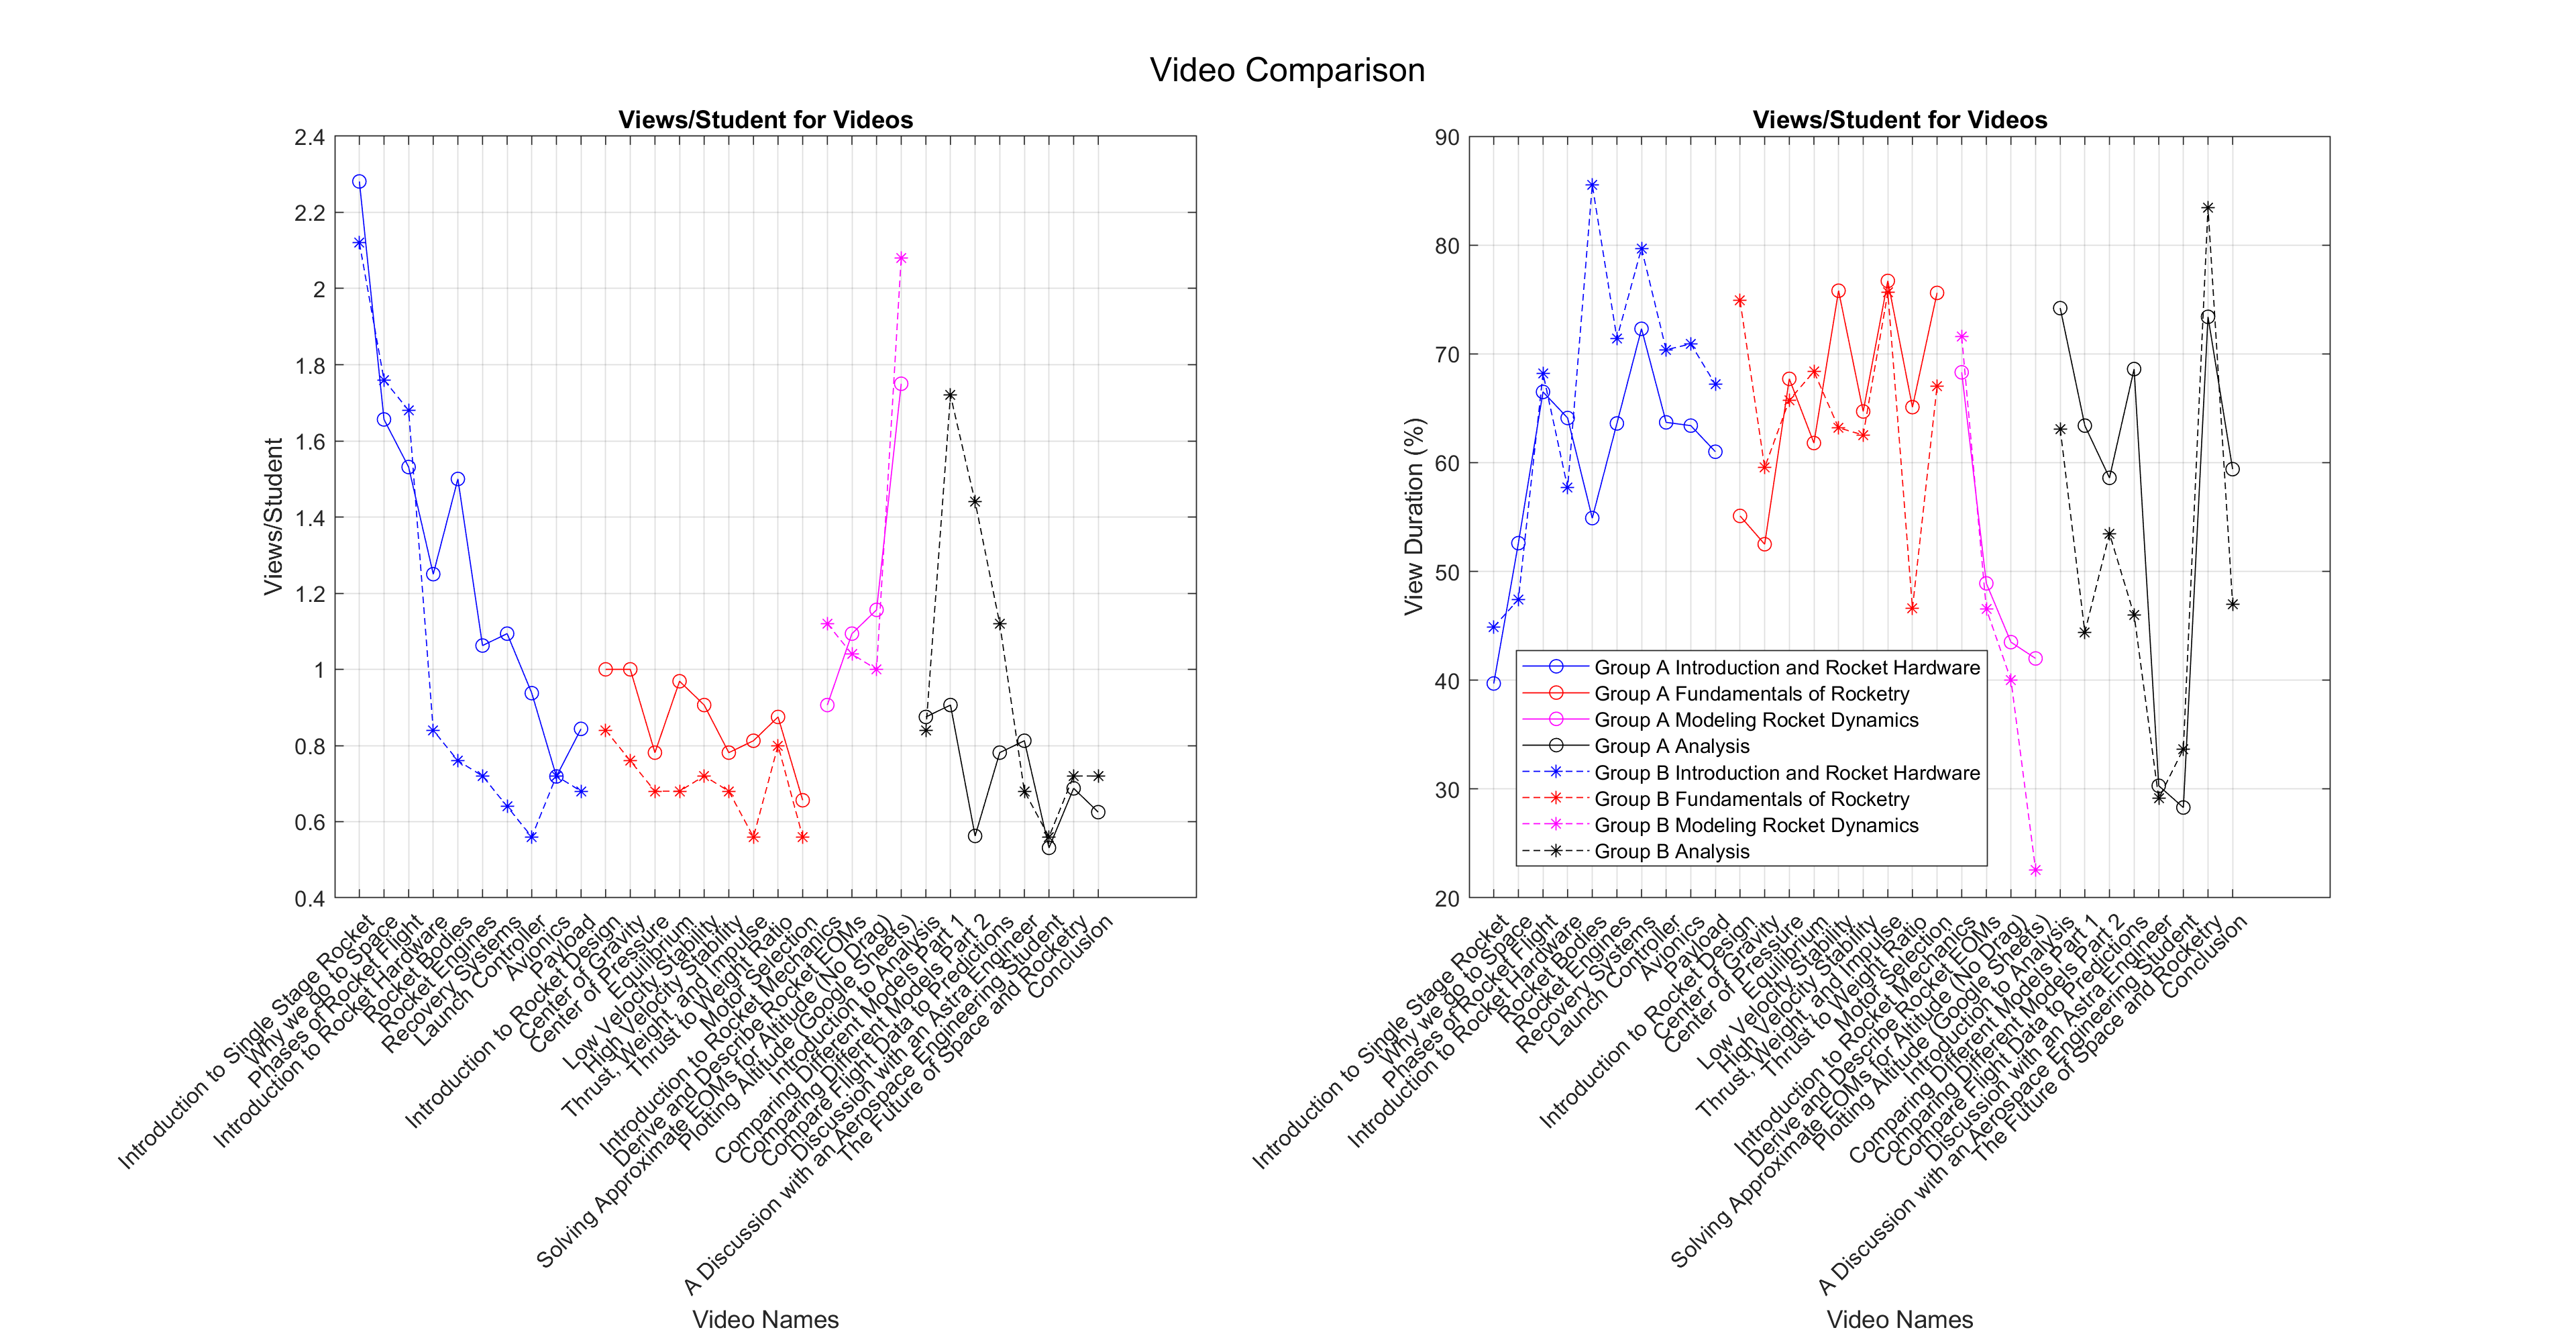 Video Comparison
Views/Student for Videos
2.4
2.2
2
1.8
1.6
1.4
1.2
1
0.8
0.6
0.4
Views/Student
Introduction to Single Stage Rocket
Why we go to Space
Phases of Rocket Flight
Introduction to Rocket Hardware
Rocket Bodies
Rocket Engines
Recovery Systems
Launch Controller
Avionics
Payload
Introduction to Rocket Design
Center of Gravity
Center of Pressure
Equilibrium
Low Velocity Stability
High Velocity Stability
Thrust, Weight, and Impulse
Thrust to Weight Ratio
Motor Selection
Introduction to Rocket Mechanics
Derive and Describe Rocket EOMs
Solving Approximate EOMs for Altitude (No Drag)
Plotting Altitude (Google Sheets)
Introduction to Analysis
Comparing Different Models Part 1
Comparing Different Models Part 2
Compare Flight Data to Predictions
Discussion with an Astra Engineer
A Discussion with an Aerospace Engineering Student
The Future of Space and Rocketry
Conclusion
Video Names
Views/Student for Videos
90
80
70
60
50
40
30
20
View Duration (%)
Group A Introduction and Rocket Hardware
Group A Fundamentals of Rocketry
Group A Modeling Rocket Dynamics
Group A Analysis
Group B Introduction and Rocket Hardware
Group B Fundamentals of Rocketry
Group B Modeling Rocket Dynamics
Group B Analysis
Introduction to Single Stage Rocket
Why we go to Space
Phases of Rocket Flight
Introduction to Rocket Hardware
Rocket Bodies
Rocket Engines
Recovery Systems
Launch Controller
Avionics
Payload
Introduction to Rocket Design
Center of Gravity
Center of Pressure
Equilibrium
Low Velocity Stability
High Velocity Stability
Thrust, Weight, and Impulse
Thrust to Weight Ratio
Motor Selection
Introduction to Rocket Mechanics
Derive and Describe Rocket EOMs
Solving Approximate EOMs for Altitude (No Drag)
Plotting Altitude (Google Sheets)
Introduction to Analysis
Comparing Different Models Part 1
Comparing Different Models Part 2
Compare Flight Data to Predictions
Discussion with an Astra Engineer
A Discussion with an Aerospace Engineering Student
The Future of Space and Rocketry
Conclusion
Video Names